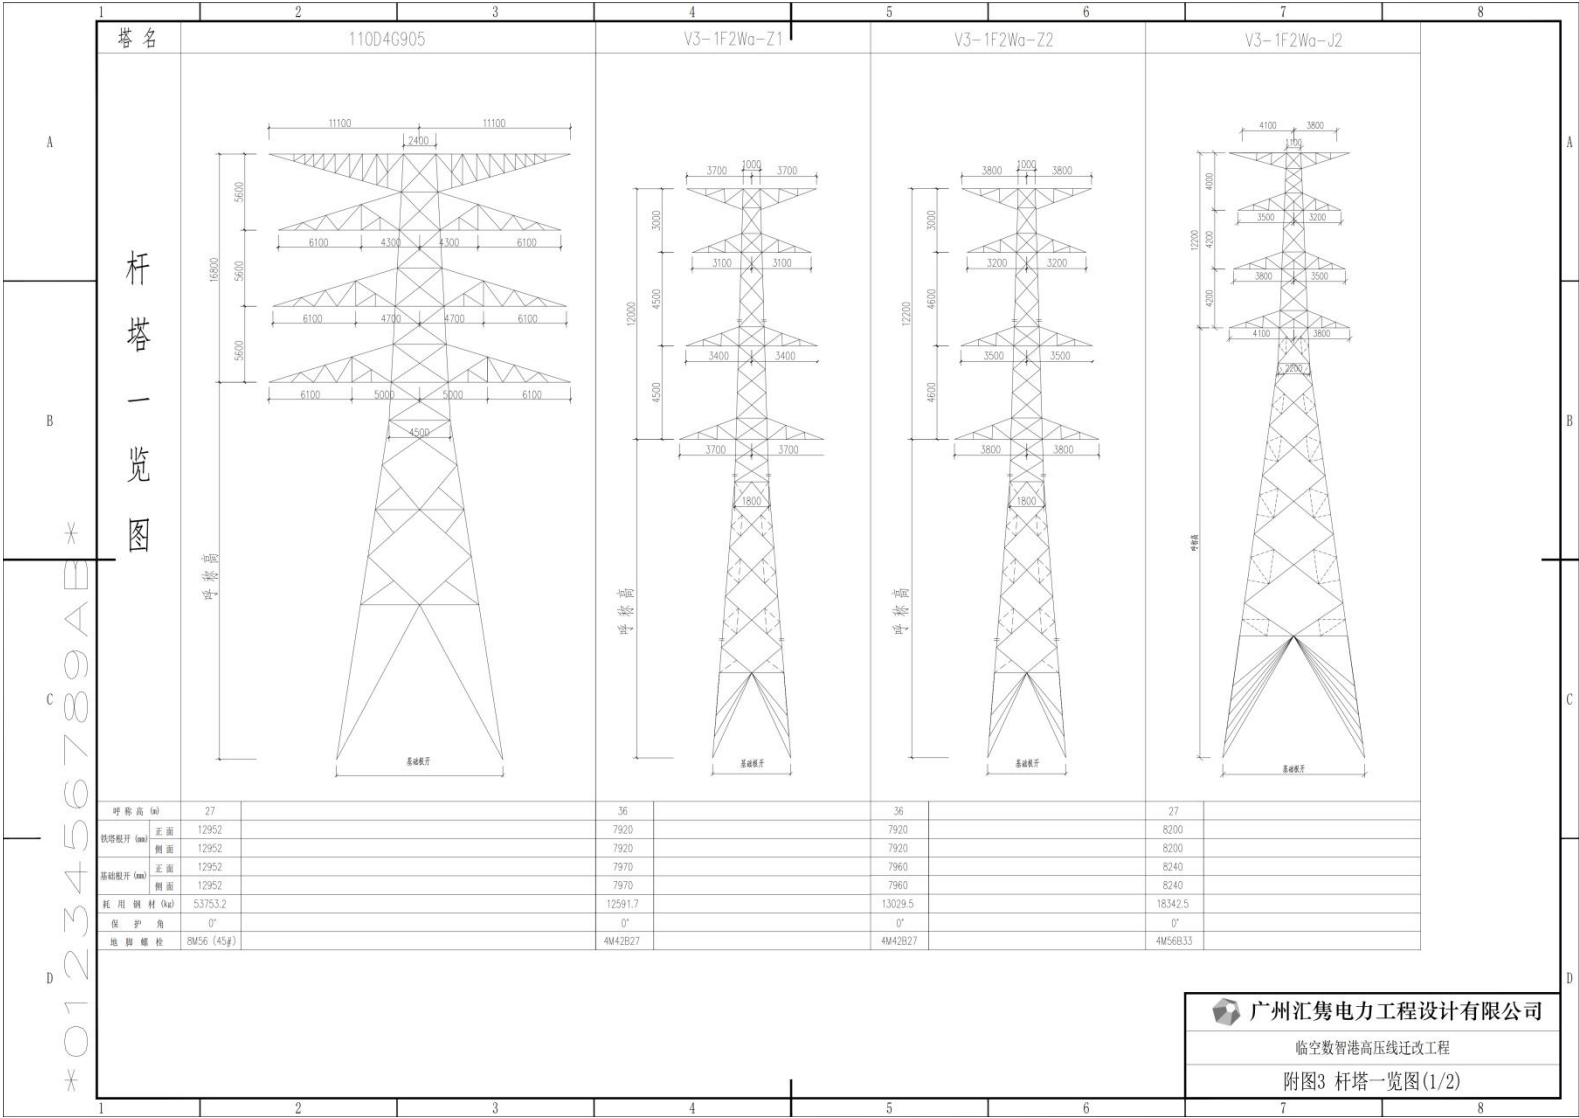 1 2 3 4 5 6 7 8
A
B
C
D
A
B
C
D
*0123456789AB*
塔名 110D4G905 V3-1F2Wa-Z1 V3-1F2Wa-Z2 V3-1F2Wa-J2
杆塔一览图
11100 11100
2400
5600
6100 4300 4300 6100
16800
5600
6100 4700 4700 6100
5600
6100 5000 5000 6100
4500
呼称高
基础根开
3700 1000 3700
3000
3100 3100
12000
4500
3400 3400
4500
3700 3700
1800
呼称高
基础根开
3800 1000 3800
3000
3200 3200
12200
4600
3500 3500
4600
3800 3800
1800
呼称高
基础根开
4100 3800
1100
4000
3500 3200
12200
4200
3800 3500
4200
4100 3800
2200
呼称高
基础根开
呼称高 (m) 27 36 36 27
铁塔根开 (mm) 正面 12952 7920 7920 8200
侧面 12952 7920 7920 8200
基础根开 (mm) 正面 12952 7970 7960 8240
侧面 12952 7970 7960 8240
耗用钢材 (kg) 53753.2 12591.7 13029.5 18342.5
保护角 0° 0° 0° 0°
地脚螺栓 8M56 (45#) 4M42B27 4M42B27 4M56B33
广州汇隽电力工程设计有限公司
临空数智港高压线迁改工程
附图3 杆塔一览图(1/2)
1 2 3 4 5 6 7 8